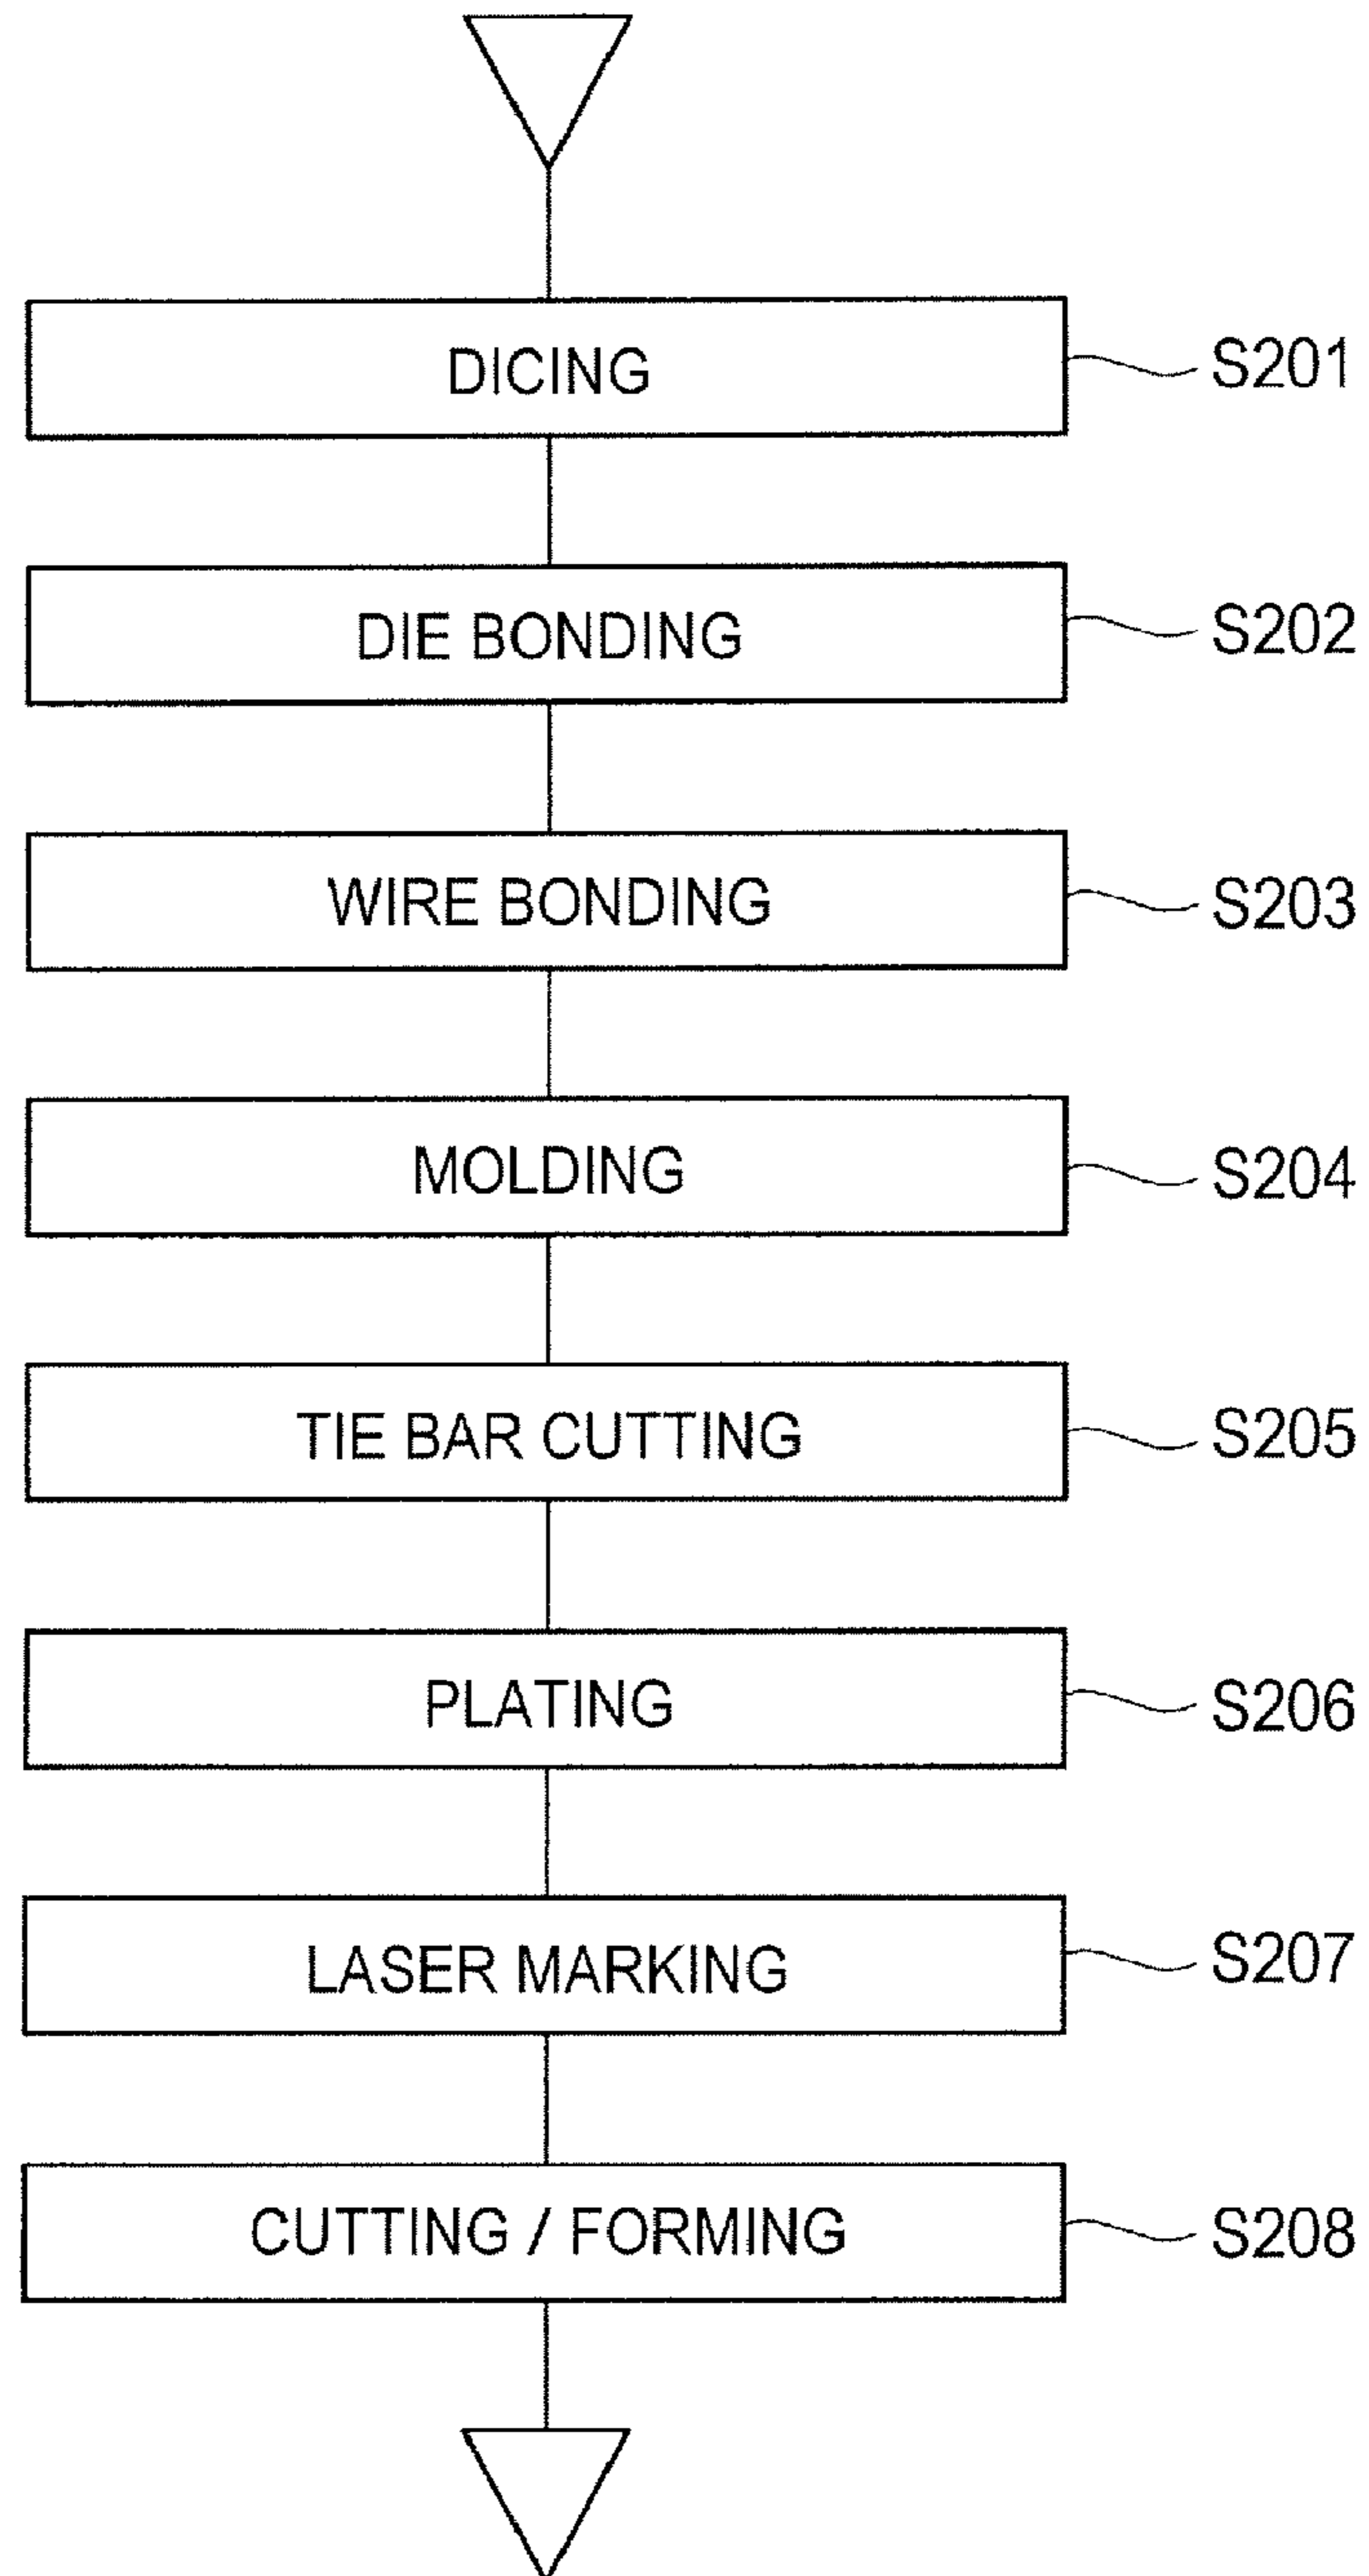 DICING S201
DIE BONDING S202
WIRE BONDING S203
MOLDING S204
TIE BAR CUTTING S205
PLATING S206
LASER MARKING S207
CUTTING / FORMING S208